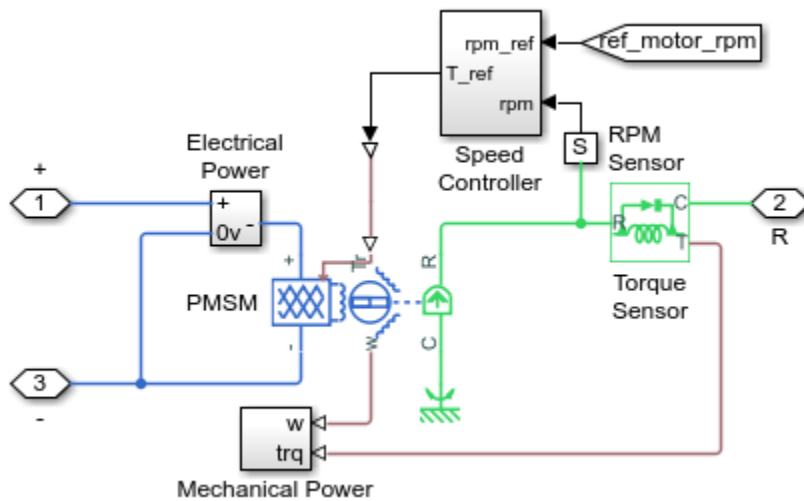 rpm_ref
ref_motor_rpm
T_ref
rpm
Electrical
Power
Speed
Controller
S
RPM
Sensor
+
1
+
-
0v
R
C
T
2
R
Torque
Sensor
+
Tr
R
PMSM
-
w
C
3
-
w
trq
Mechanical Power